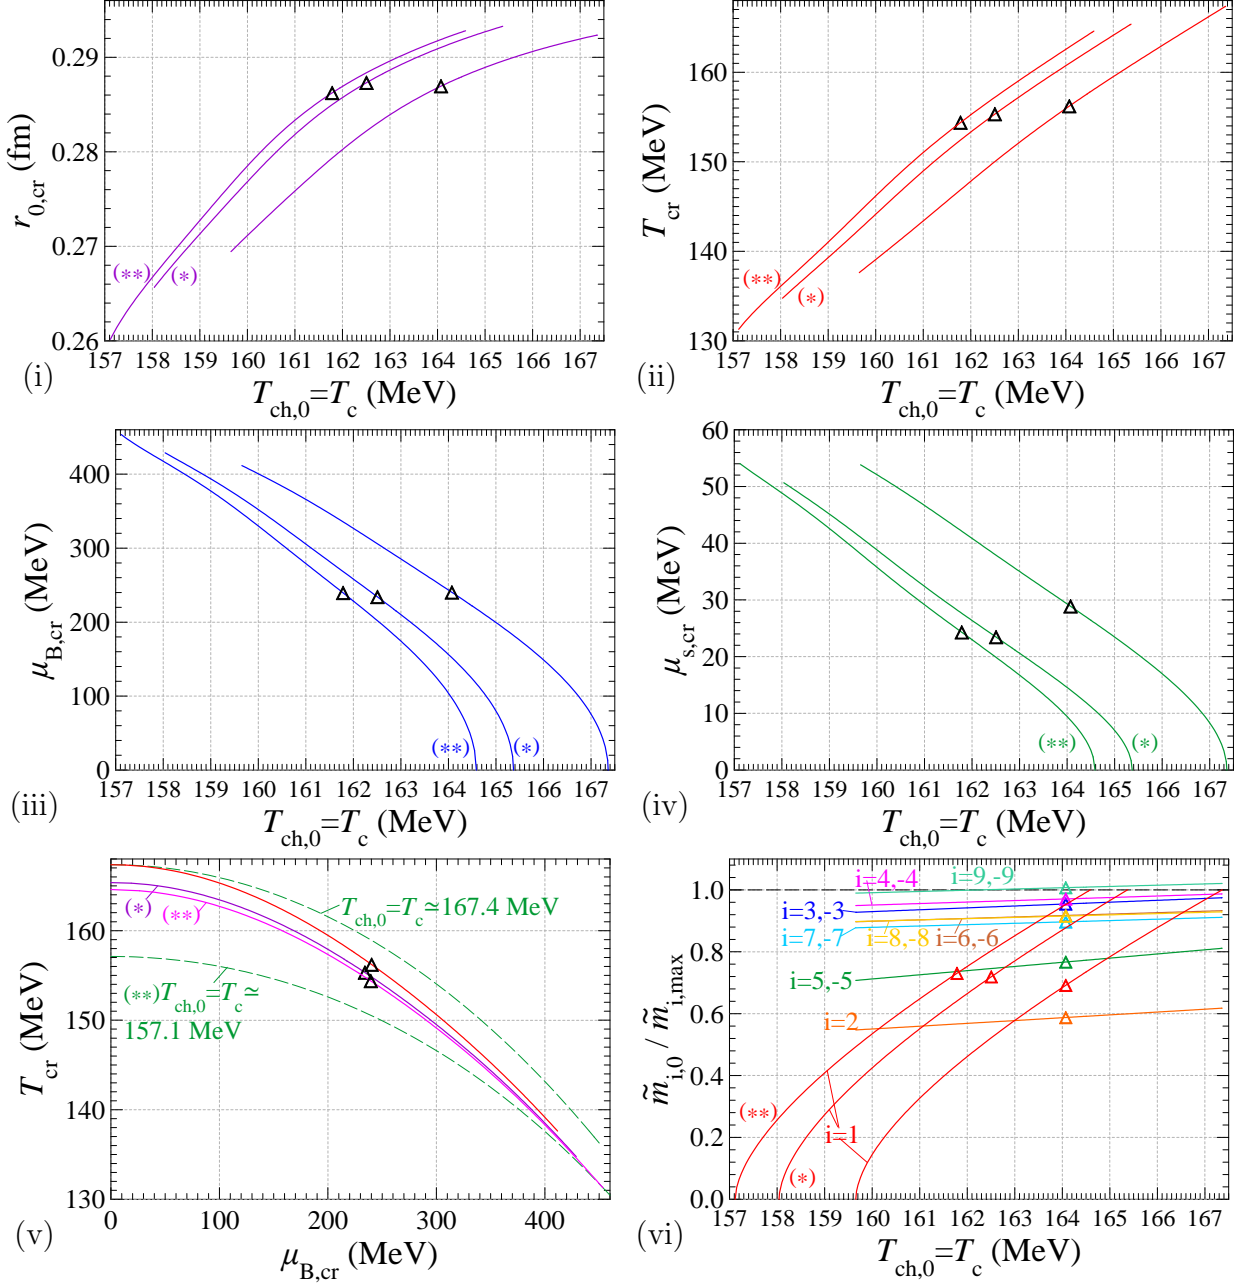 0.29
0.28
0.27
0.26
r0,cr (fm)
(**)
(*)
157 158 159 160 161 162 163 164 165 166 167
(i)
Tch,0=Tc (MeV)
160
150
140
130
Tcr (MeV)
(**)
(*)
157 158 159 160 161 162 163 164 165 166 167
(ii)
Tch,0=Tc (MeV)
400
300
200
100
0
μB,cr (MeV)
(**)
(*)
157 158 159 160 161 162 163 164 165 166 167
(iii)
Tch,0=Tc (MeV)
60
50
40
30
20
10
0
μs,cr (MeV)
(**)
(*)
157 158 159 160 161 162 163 164 165 166 167
(iv)
Tch,0=Tc (MeV)
160
150
140
130
Tcr (MeV)
(*)
(**)
Tch,0=Tc≃167.4 MeV
(**)Tch,0=Tc≃
157.1 MeV
0 100 200 300 400
(v)
μB,cr (MeV)
1.0
0.8
0.6
0.4
0.2
0.0
m̃i,0 / m̃i,max
i=4,-4
i=9,-9
i=3,-3
i=7,-7
i=8,-8
i=6,-6
i=5,-5
i=2
i=1
(**)
(*)
157 158 159 160 161 162 163 164 165 166 167
(vi)
Tch,0=Tc (MeV)